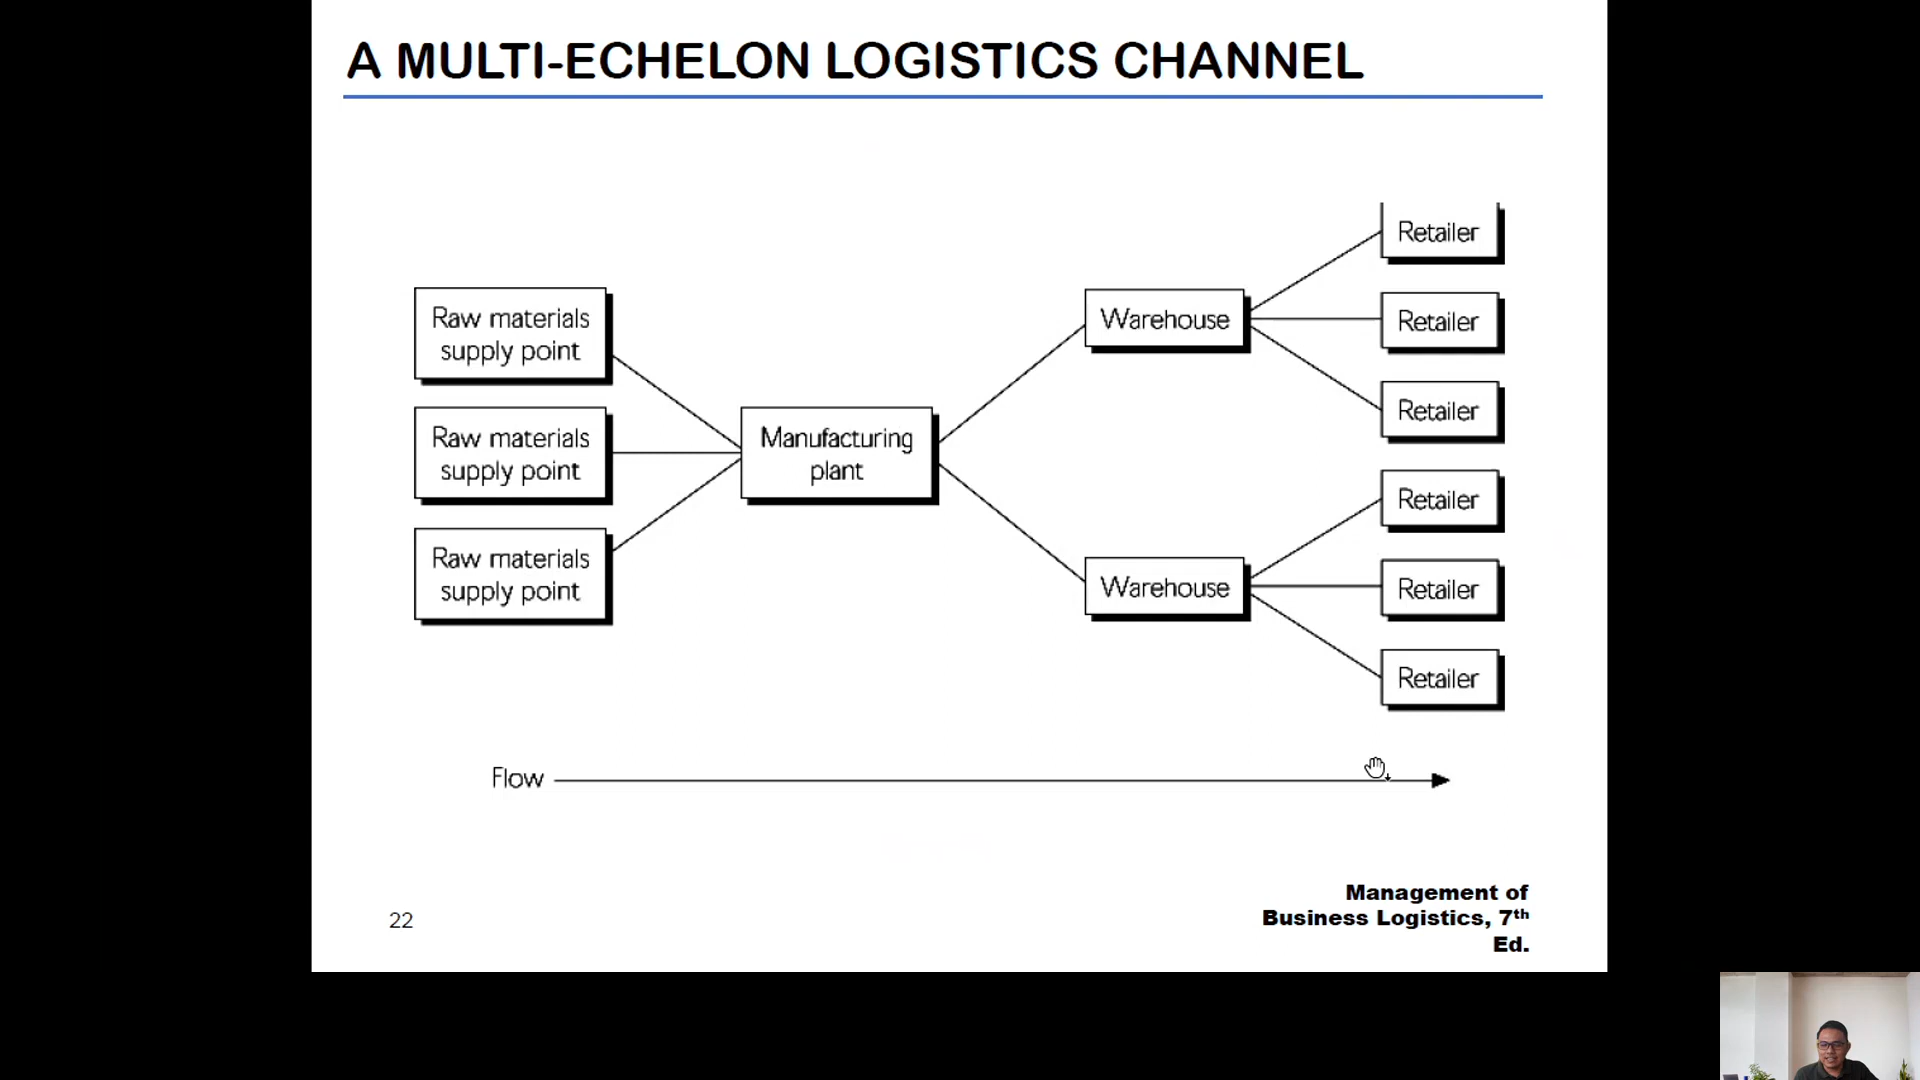 A MULTI-ECHELON LOGISTICS CHANNEL
Raw materials
supply point
Raw materials
supply point
Raw materials
supply point
Manufacturing
plant
Warehouse
Warehouse
Retailer
Retailer
Retailer
Retailer
Retailer
Retailer
Flow
22
Management of
Business Logistics, 7th
Ed.